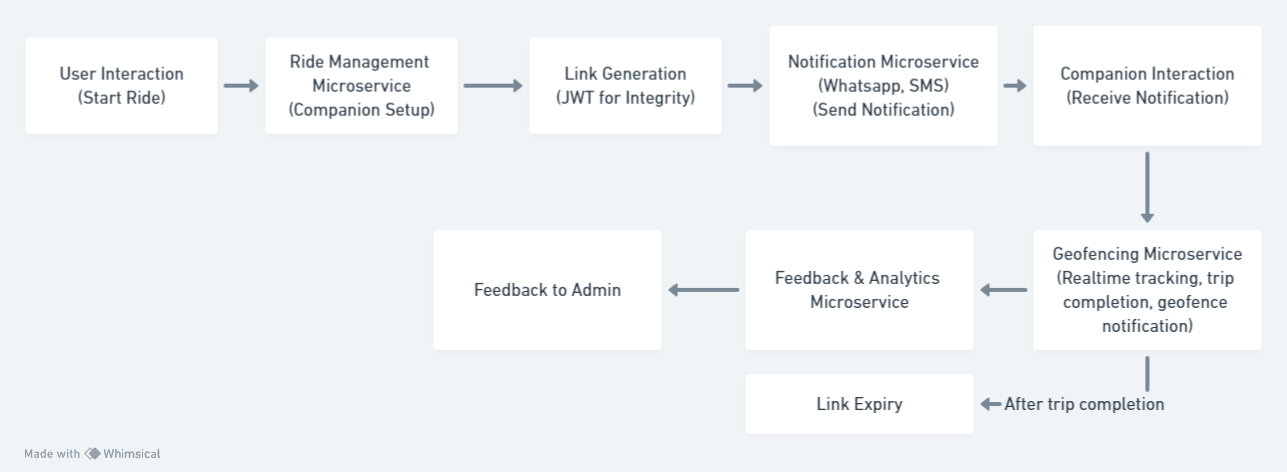 User Interaction
(Start Ride)
Ride Management
Microservice
(Companion Setup)
Link Generation
(JWT for Integrity)
Notification Microservice
(Whatsapp, SMS)
(Send Notification)
Companion Interaction
(Receive Notification)
Feedback to Admin
Feedback & Analytics
Microservice
Geofencing Microservice
(Realtime tracking, trip
completion, geofence
notification)
Link Expiry
After trip completion
Made with Whimsical